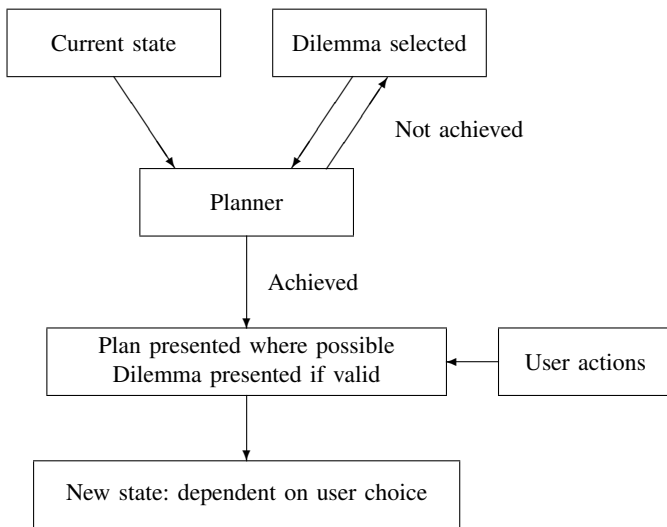 Current state
Dilemma selected
Not achieved
Planner
Achieved
Plan presented where possible
Dilemma presented if valid
User actions
New state: dependent on user choice